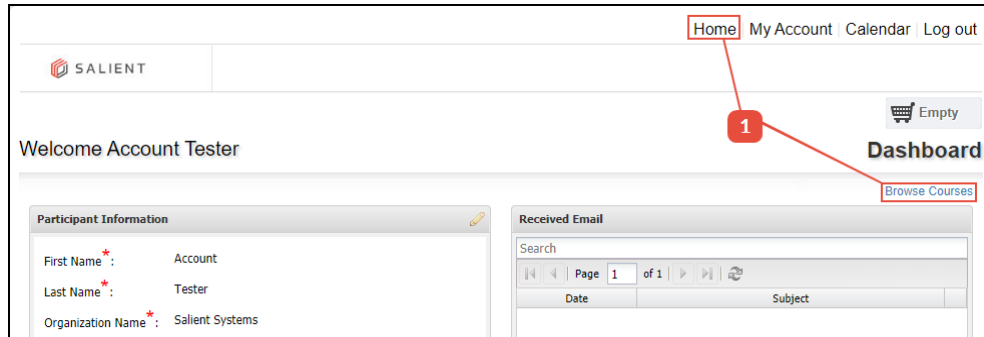 Home My Account Calendar Log out
SALIENT
Empty
1
Welcome Account Tester
Dashboard
Browse Courses
Participant Information
First Name*: Account
Last Name*: Tester
Organization Name*: Salient Systems
Received Email
Search
Page 1 of 1
Date Subject